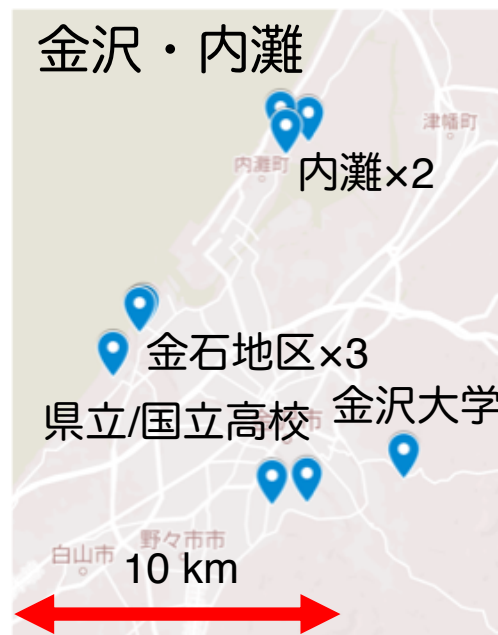 金沢・内灘
津幡町
内灘町
内灘×2
金石地区×3
金沢大学
県立/国立高校
市
野々市市
白山市
10 km